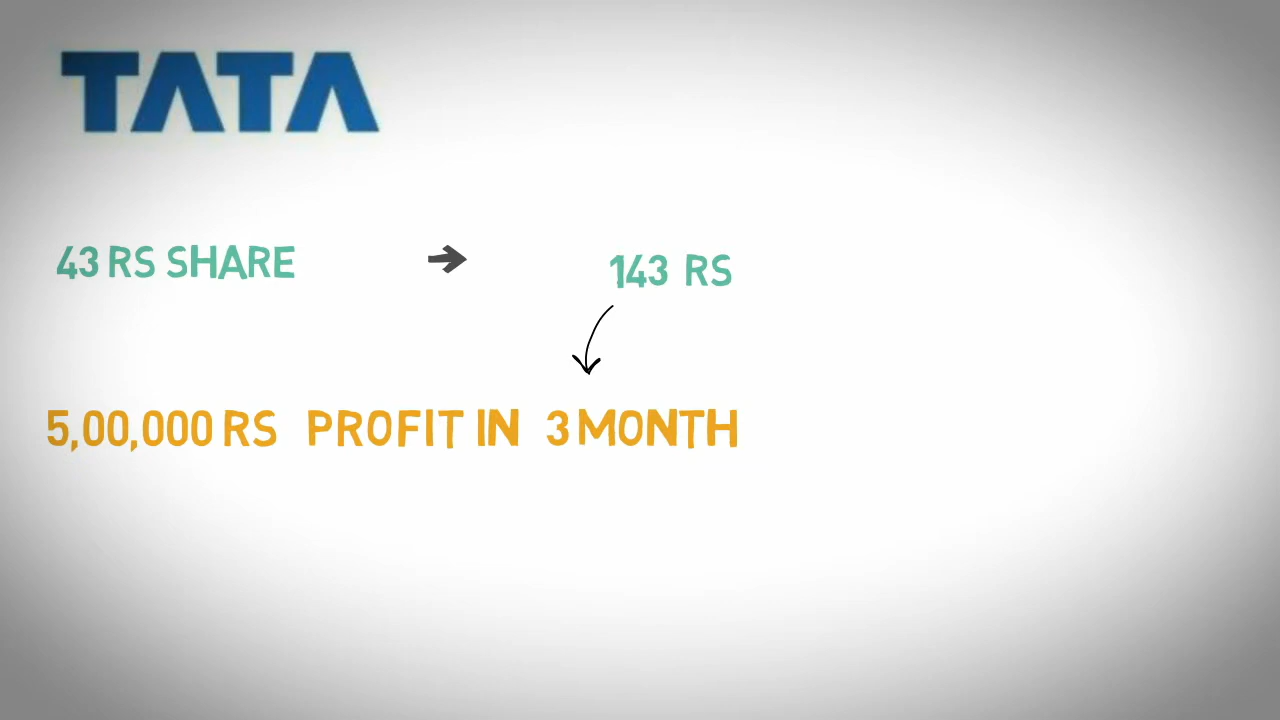 TATA
43 RS SHARE 143 RS
5,00,000 RS PROFIT IN 3 MONTH